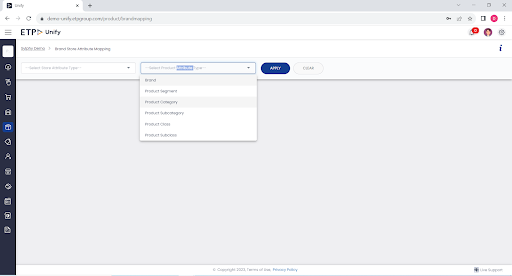 Unify
demo-unify.etpgroup.com/product/brandmapping
ETP Unify
Supply Demo > Brand Store Attribute Mapping
-- Select Store Attribute Type --
-- Select Product Attribute Type --
APPLY
CLEAR
Brand
Product Segment
Product Category
Product Subcategory
Product Class
Product Subclass
© Copyright 2023, Terms of Use. Privacy Policy
Live Support